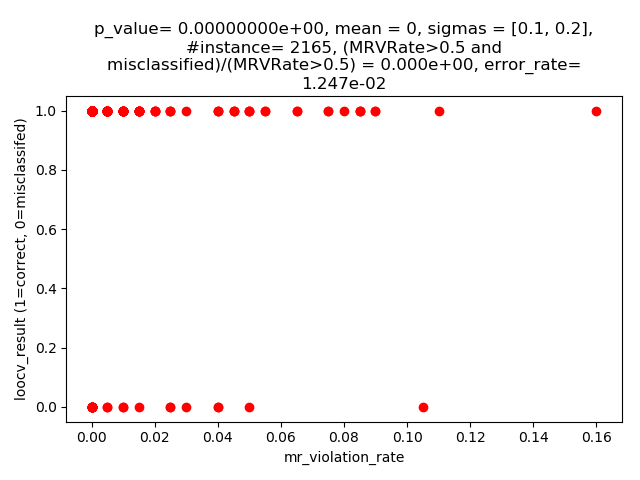 p_value= 0.00000000e+00, mean = 0, sigmas = [0.1, 0.2],
#instance= 2165, (MRVRate>0.5 and
misclassified)/(MRVRate>0.5) = 0.000e+00, error_rate=
1.247e-02
loocv_result (1=correct, 0=misclassifed)
1.0
0.8
0.6
0.4
0.2
0.0
0.00 0.02 0.04 0.06 0.08 0.10 0.12 0.14 0.16
mr_violation_rate